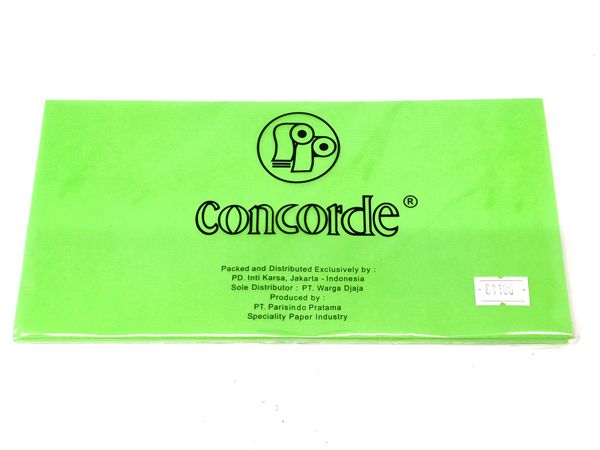 concorde®
Packed and Distributed Exclusively by :
PD. Inti Karsa, Jakarta - Indonesia
Sole Distributor : PT. Warga Djaja
Produced by :
PT. Parisindo Pratama
Speciality Paper Industry